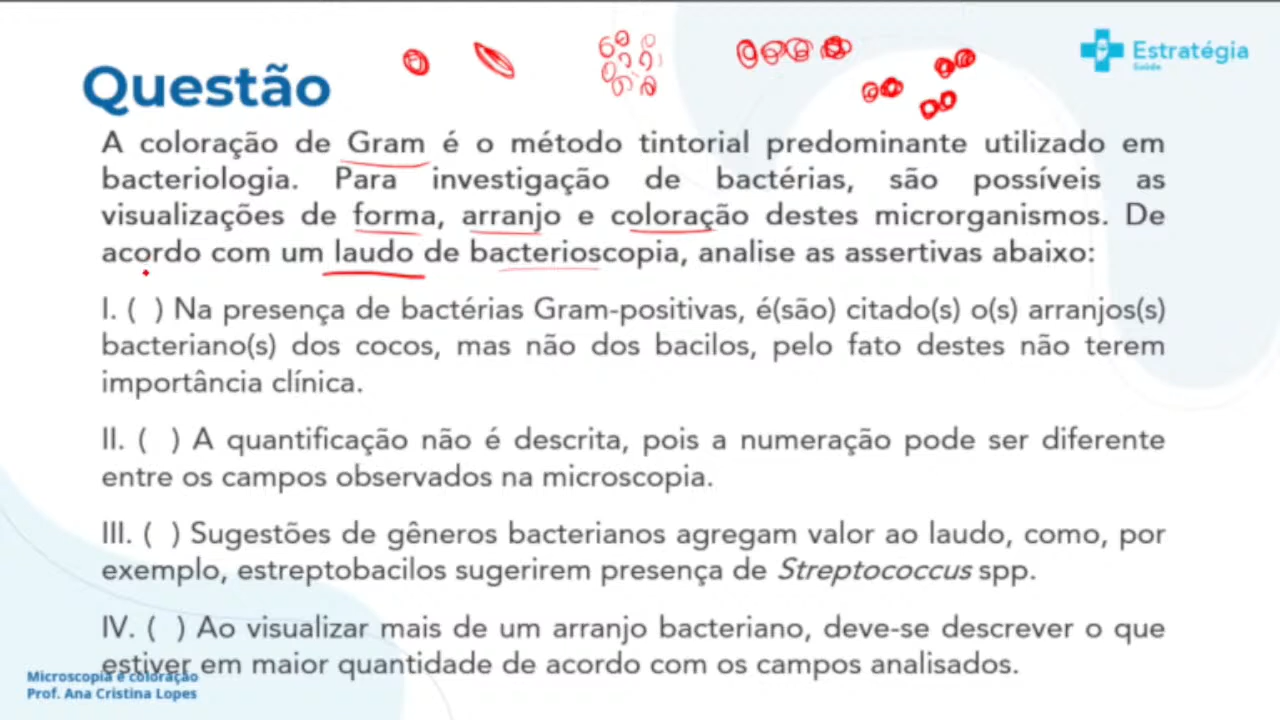 Estratégia
Saúde
Questão
A coloração de Gram é o método tintorial predominante utilizado em
bacteriologia. Para investigação de bactérias, são possíveis as
visualizações de forma, arranjo e coloração destes microrganismos. De
acordo com um laudo de bacterioscopia, analise as assertivas abaixo:
I. ( ) Na presença de bactérias Gram-positivas, é(são) citado(s) o(s) arranjos(s)
bacteriano(s) dos cocos, mas não dos bacilos, pelo fato destes não terem
importância clínica.
II. ( ) A quantificação não é descrita, pois a numeração pode ser diferente
entre os campos observados na microscopia.
III. ( ) Sugestões de gêneros bacterianos agregam valor ao laudo, como, por
exemplo, estreptobacilos sugerirem presença de Streptococcus spp.
IV. ( ) Ao visualizar mais de um arranjo bacteriano, deve-se descrever o que
estiver em maior quantidade de acordo com os campos analisados.
Microscopia e coloração
Prof. Ana Cristina Lopes